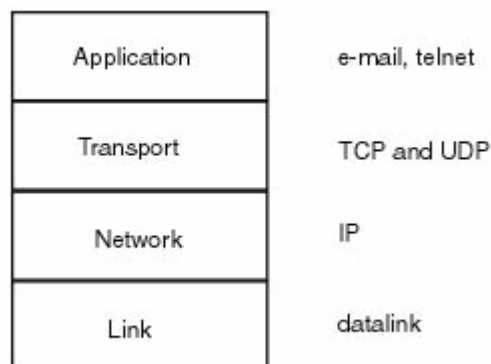 Application e-mail, telnet
Transport TCP and UDP
Network IP
Link datalink